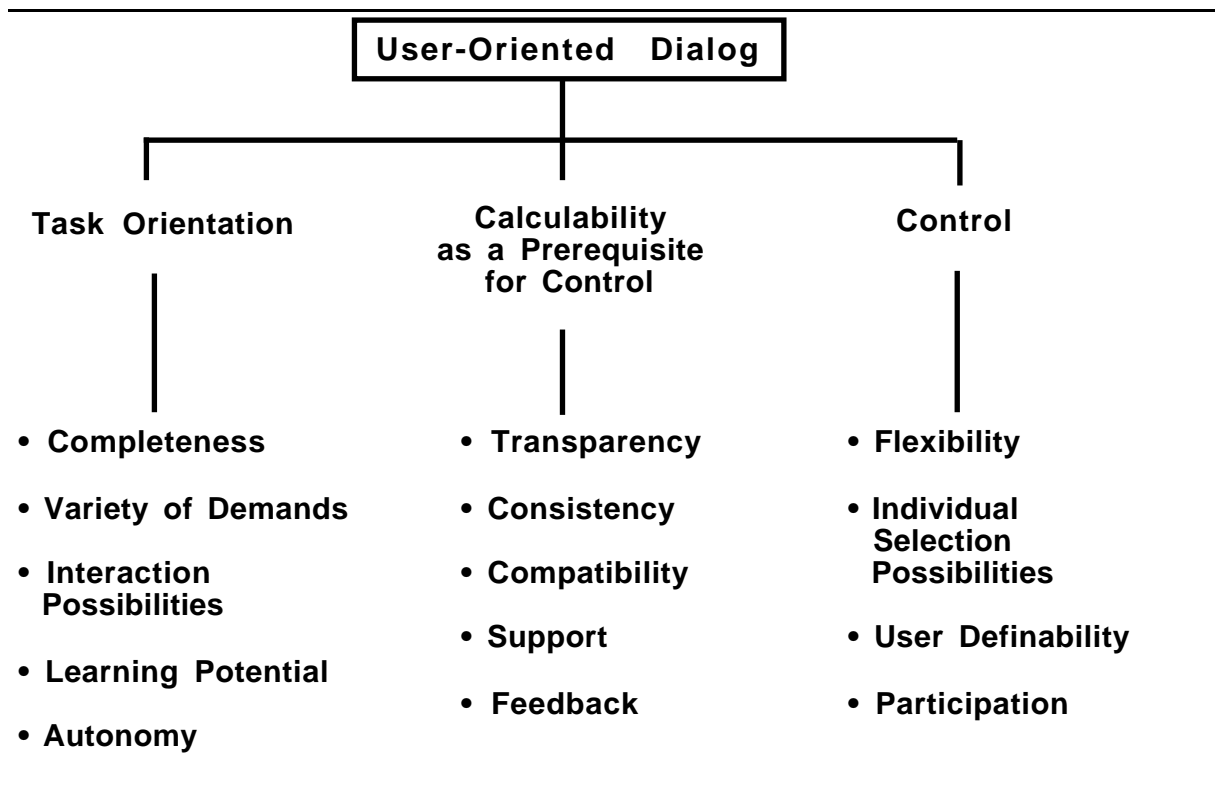 User-Oriented Dialog
Task Orientation
Calculability
as a Prerequisite
for Control
Control
• Completeness
• Variety of Demands
• Interaction
Possibilities
• Learning Potential
• Autonomy
• Transparency
• Consistency
• Compatibility
• Support
• Feedback
• Flexibility
• Individual
Selection
Possibilities
• User Definability
• Participation